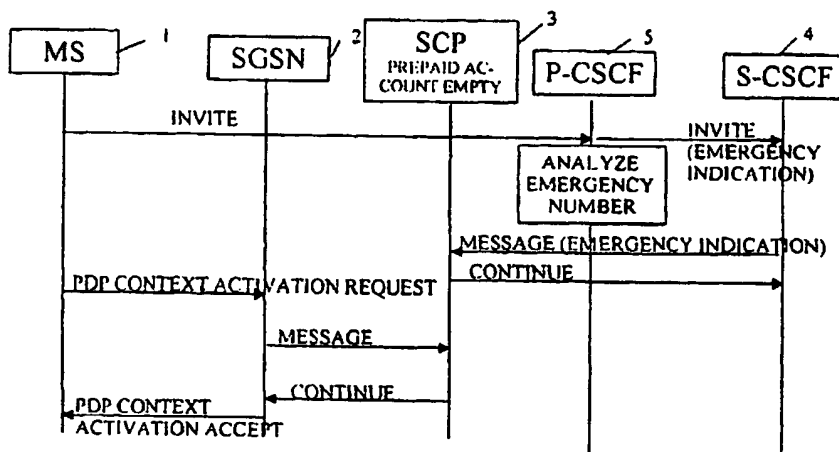 1
2
3
5
4
MS
SGSN
SCP
PREPAID AC-
COUNT EMPTY
P-CSCF
S-CSCF
INVITE
INVITE
(EMERGENCY
INDICATION)
ANALYZE
EMERGENCY
NUMBER
MESSAGE (EMERGENCY INDICATION)
CONTINUE
PDP CONTEXT ACTIVATION REQUEST
MESSAGE
CONTINUE
PDP CONTEXT
ACTIVATION ACCEPT